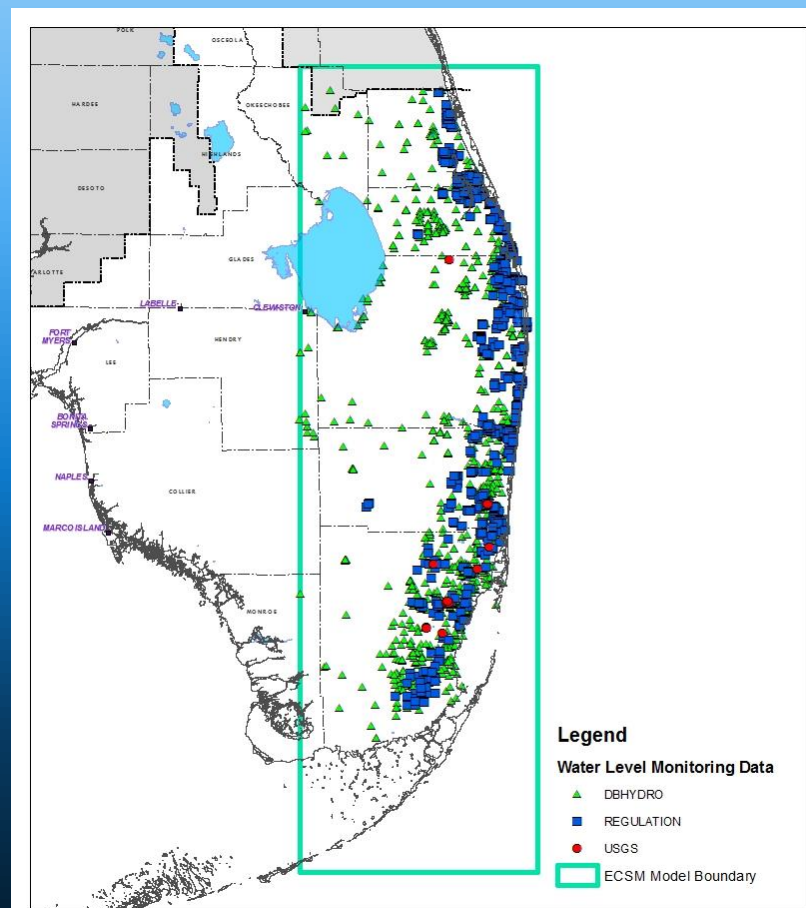 POLK
OSCEOLA
HARDEE
OKEECHOBEE
HIGHLANDS
DESOTO
GLADES
ARLOTTE
LABELLE
CLEWISTON
FORT
MYERS
HENDRY
LEE
BONITA
SPRINGS
NAPLES
COLLIER
MARCO ISLAND
MONROE
Legend
Water Level Monitoring Data
DBHYDRO
REGULATION
USGS
ECSM Model Boundary